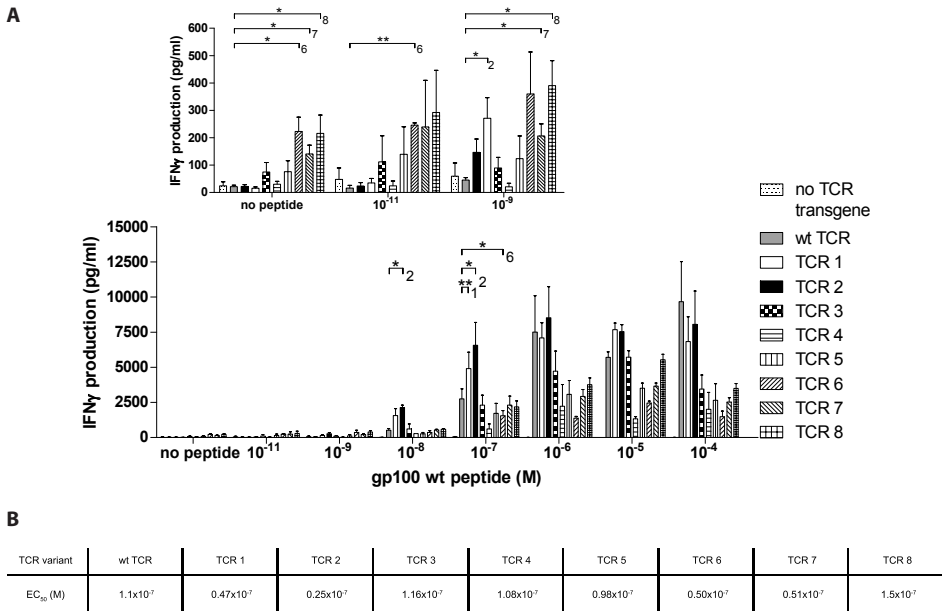 A
IFNγ production (pg/ml)
600
500
400
300
200
100
0
*
8
*
7
*
6
**
6
*
8
*
7
*
2
no peptide
10-11
10-9
IFNγ production (pg/ml)
15000
12500
10000
7500
5000
2500
0
*
2
*
6
*
2
**
1
no peptide
10-11
10-9
10-8
10-7
10-6
10-5
10-4
gp100 wt peptide (M)
no TCR
transgene
wt TCR
TCR 1
TCR 2
TCR 3
TCR 4
TCR 5
TCR 6
TCR 7
TCR 8
B
TCR variant wt TCR TCR 1 TCR 2 TCR 3 TCR 4 TCR 5 TCR 6 TCR 7 TCR 8
EC50 (M) 1.1x10-7 0.47x10-7 0.25x10-7 1.16x10-7 1.08x10-7 0.98x10-7 0.50x10-7 0.51x10-7 1.5x10-7